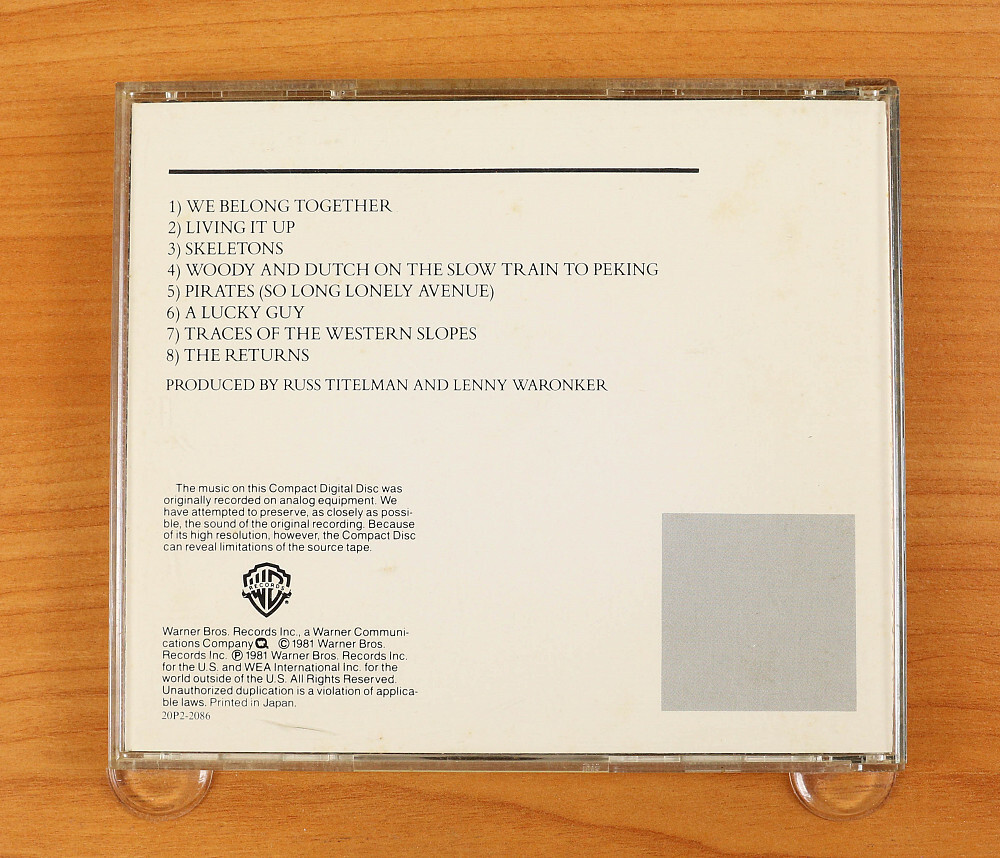 1) WE BELONG TOGETHER
2) LIVING IT UP
3) SKELETONS
4) WOODY AND DUTCH ON THE SLOW TRAIN TO PEKING
5) PIRATES (SO LONG LONELY AVENUE)
6) A LUCKY GUY
7) TRACES OF THE WESTERN SLOPES
8) THE RETURNS
PRODUCED BY RUSS TITELMAN AND LENNY WARONKER
The music on this Compact Digital Disc was
originally recorded on analog equipment. We
have attempted to preserve, as closely as possi-
ble, the sound of the original recording. Because
of its high resolution, however, the Compact Disc
can reveal limitations of the source tape.
RECORDS
Warner Bros. Records Inc., a Warner Communi-
cations Company © 1981 Warner Bros.
Records Inc. ℗ 1981 Warner Bros. Records Inc.
for the U.S. and WEA International Inc. for the
world outside of the U.S. All Rights Reserved.
Unauthorized duplication is a violation of applica-
ble laws. Printed in Japan.
20P2-2086